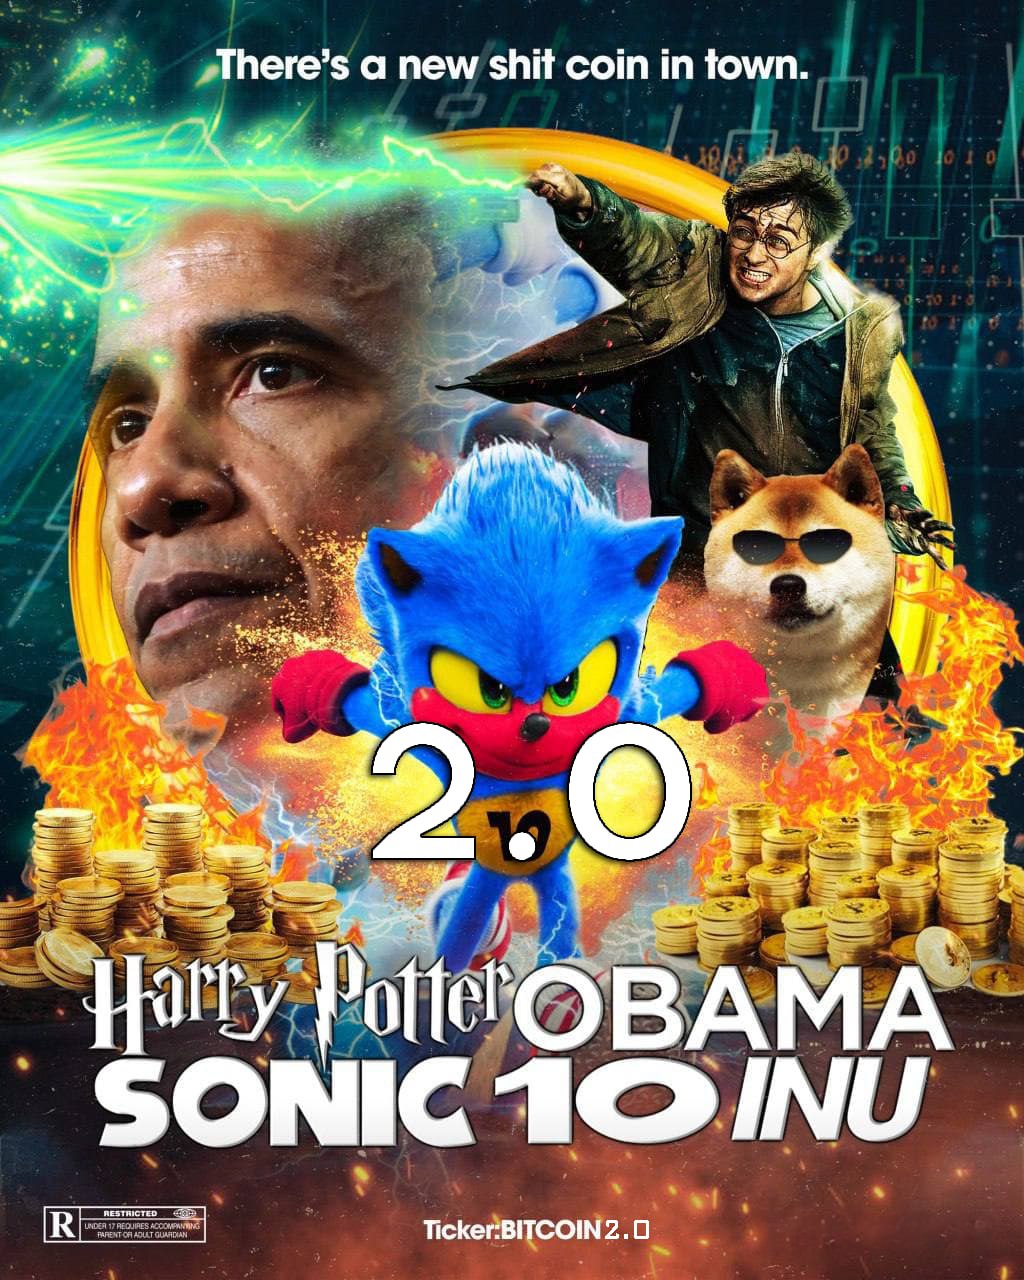 There's a new shit coin in town.
10
2.0
Harry Potter OBAMA
SONIC 10 INU
R
RESTRICTED
UNDER 17 REQUIRES ACCOMPANYING
PARENT OR ADULT GUARDIAN
Ticker:BITCOIN2.0